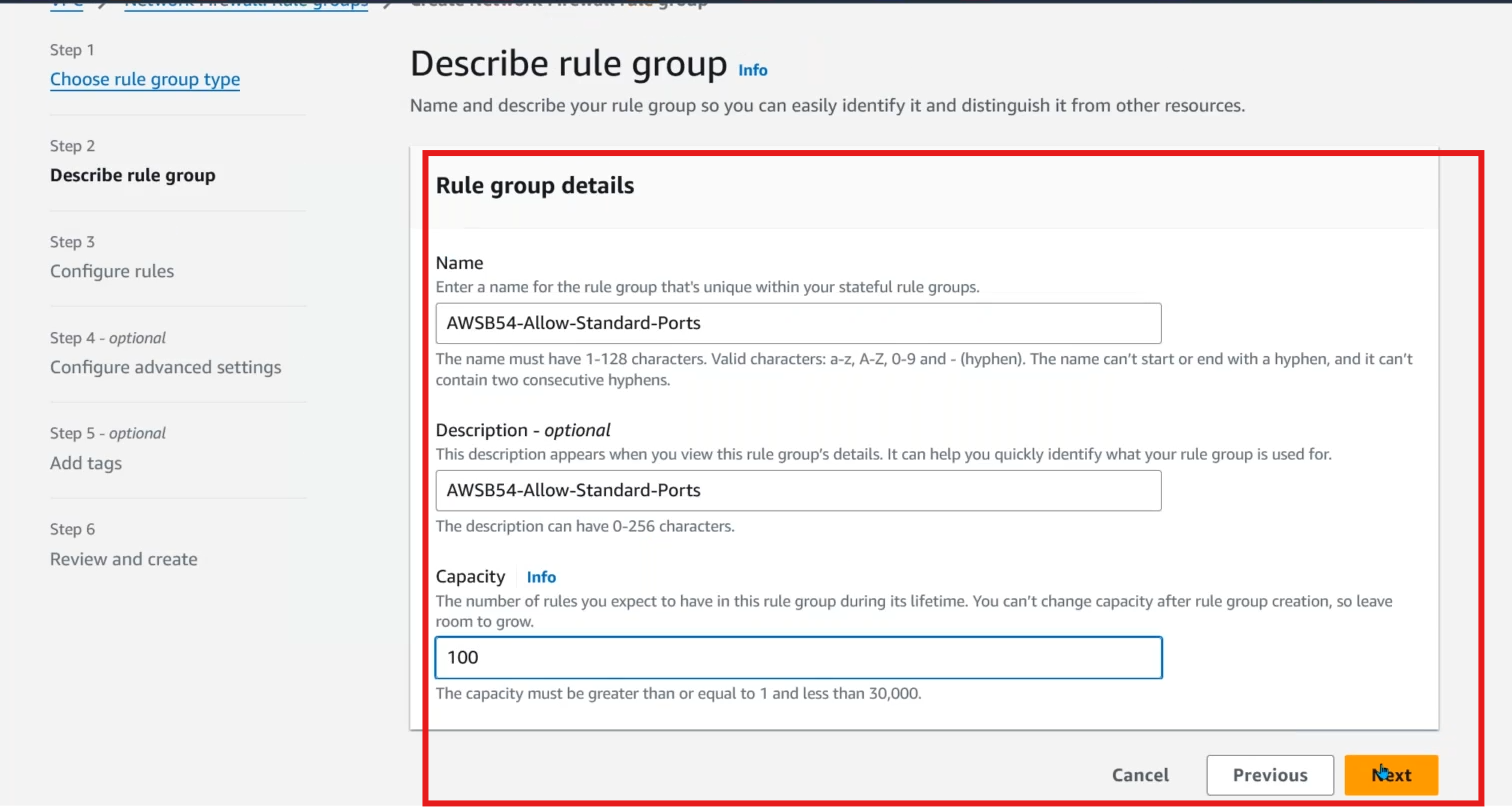 VPC > Network Firewall: Rule groups > Create Network Firewall rule group
Step 1
Choose rule group type
Step 2
Describe rule group
Step 3
Configure rules
Step 4 - optional
Configure advanced settings
Step 5 - optional
Add tags
Step 6
Review and create
Describe rule group Info
Name and describe your rule group so you can easily identify it and distinguish it from other resources.
Rule group details
Name
Enter a name for the rule group that's unique within your stateful rule groups.
AWSB54-Allow-Standard-Ports
The name must have 1-128 characters. Valid characters: a-z, A-Z, 0-9 and - (hyphen). The name can't start or end with a hyphen, and it can't
contain two consecutive hyphens.
Description - optional
This description appears when you view this rule group's details. It can help you quickly identify what your rule group is used for.
AWSB54-Allow-Standard-Ports
The description can have 0-256 characters.
Capacity Info
The number of rules you expect to have in this rule group during its lifetime. You can't change capacity after rule group creation, so leave
room to grow.
100
The capacity must be greater than or equal to 1 and less than 30,000.
Cancel Previous Next